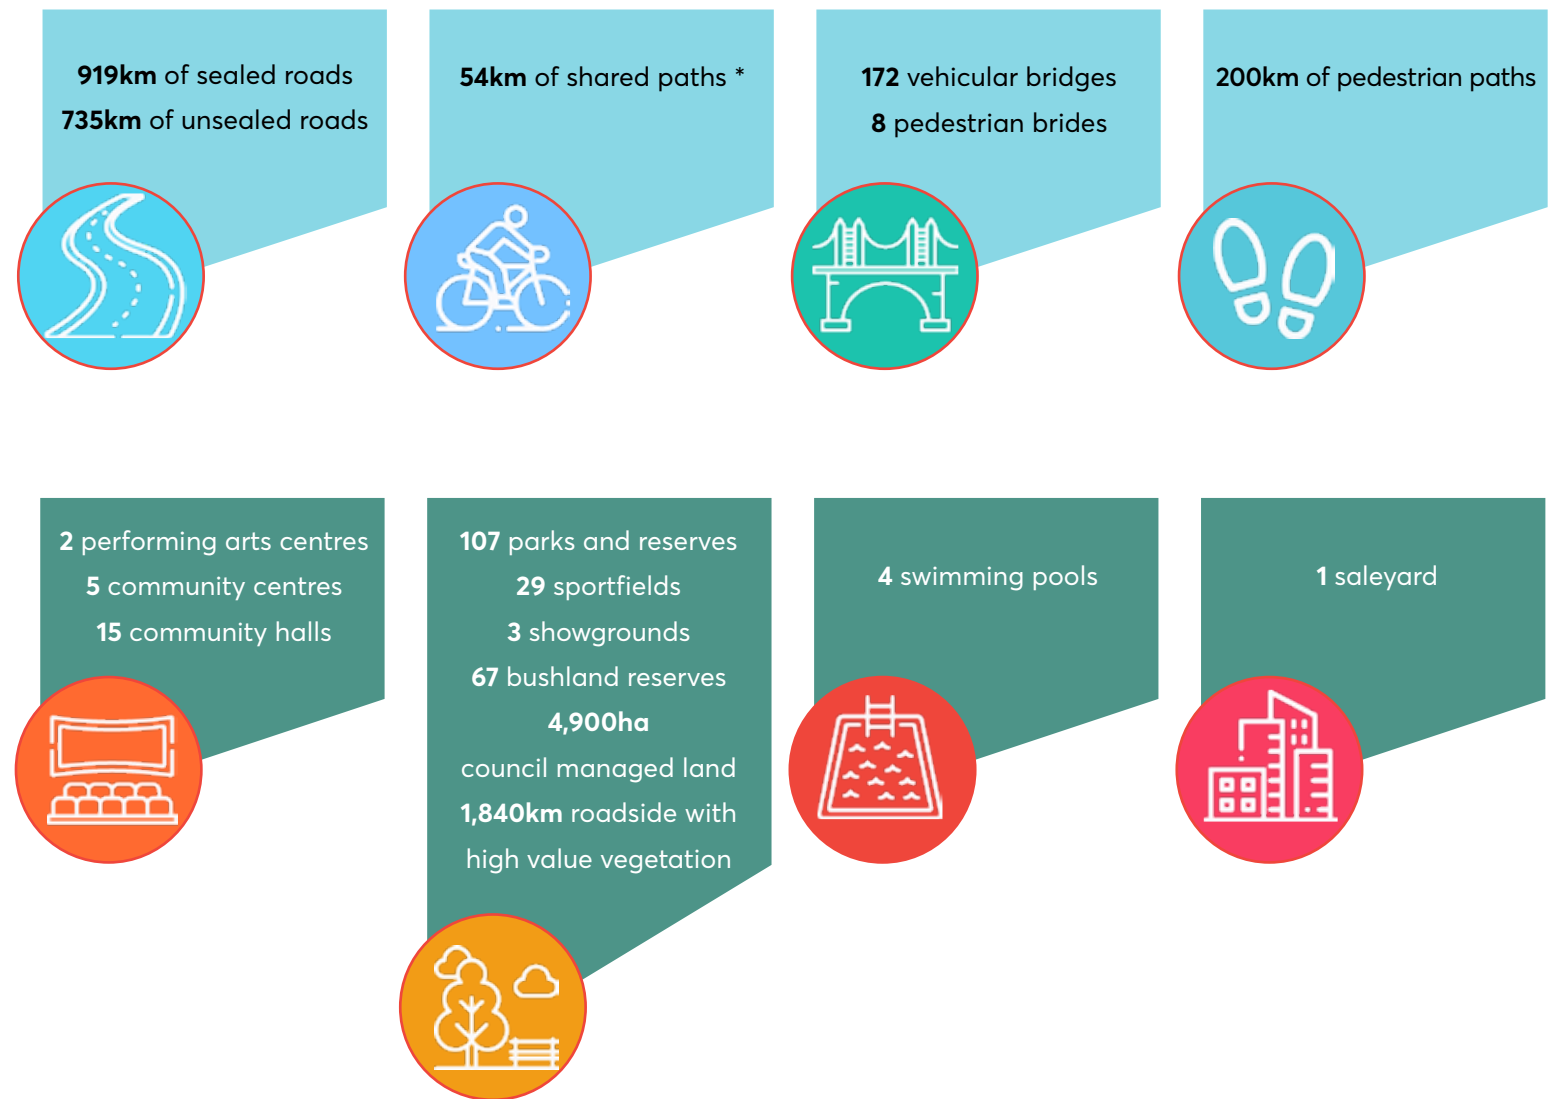 919km of sealed roads
735km of unsealed roads
54km of shared paths *
172 vehicular bridges
8 pedestrian brides
200km of pedestrian paths
2 performing arts centres
5 community centres
15 community halls
107 parks and reserves
29 sportfields
3 showgrounds
67 bushland reserves
4,900ha
council managed land
1,840km roadside with
high value vegetation
4 swimming pools
1 saleyard